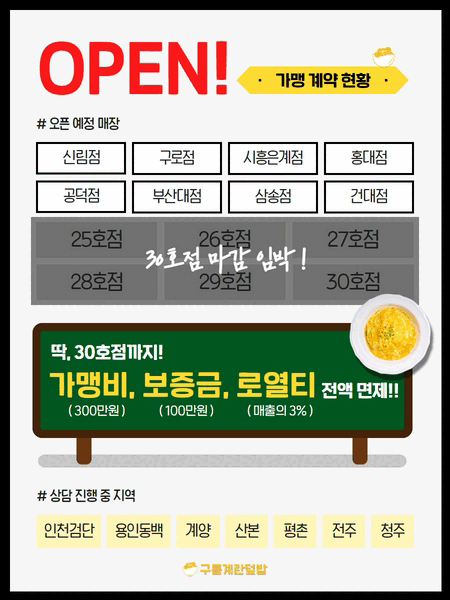 OPEN!
· 가맹 계약 현황 ·
# 오픈 예정 매장
신림점 구로점 시흥은계점 홍대점
공덕점 부산대점 삼송점 건대점
25호점 26호점 27호점
30호점 마감 임박!
28호점 29호점 30호점
딱, 30호점까지!
가맹비, 보증금, 로열티 전액 면제!!
(300만원) (100만원) (매출의 3%)
# 상담 진행 중 지역
인천검단 용인동백 계양 산본 평촌 전주 청주
구름계란덮밥